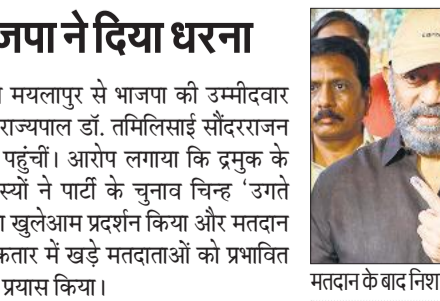 जपा ने दिया धरना
मयलापुर से भाजपा की उम्मीदवार
राज्यपाल डॉ. तमिलिसाई सौंदरराजन
पहुंचीं। आरोप लगाया कि द्रमुक के
स्यों ने पार्टी के चुनाव चिन्ह ‘उगते
खुलेआम प्रदर्शन किया और मतदान
कतार में खड़े मतदाताओं को प्रभावित
प्रयास किया।
मतदान के बाद निश